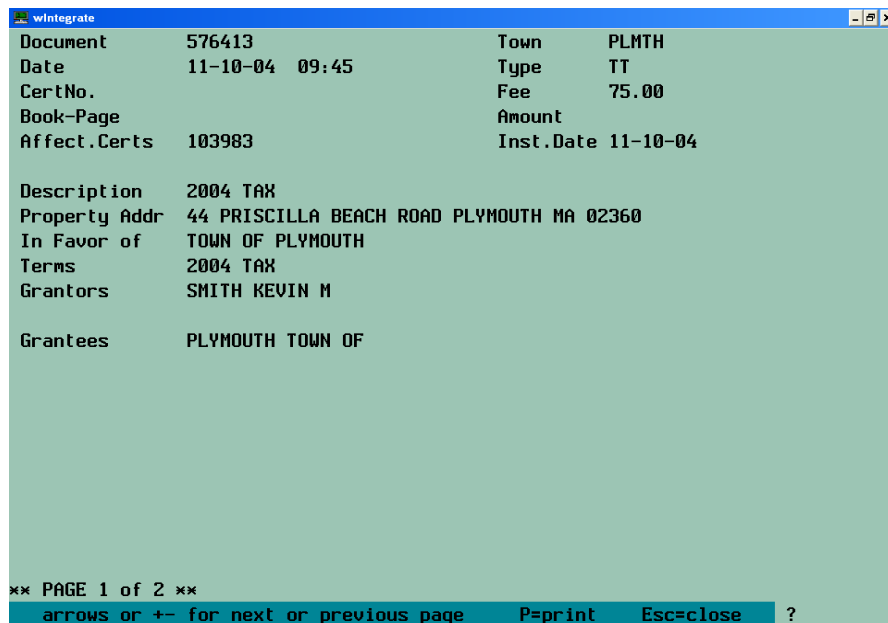 wIntegrate
Document 576413 Town PLMTH
Date 11-10-04 09:45 Type TT
CertNo. Fee 75.00
Book-Page Amount
Affect.Certs 103983 Inst.Date 11-10-04
Description 2004 TAX
Property Addr 44 PRISCILLA BEACH ROAD PLYMOUTH MA 02360
In Favor of TOWN OF PLYMOUTH
Terms 2004 TAX
Grantors SMITH KEVIN M
Grantees PLYMOUTH TOWN OF
** PAGE 1 of 2 **
arrows or +- for next or previous page P=print Esc=close ?